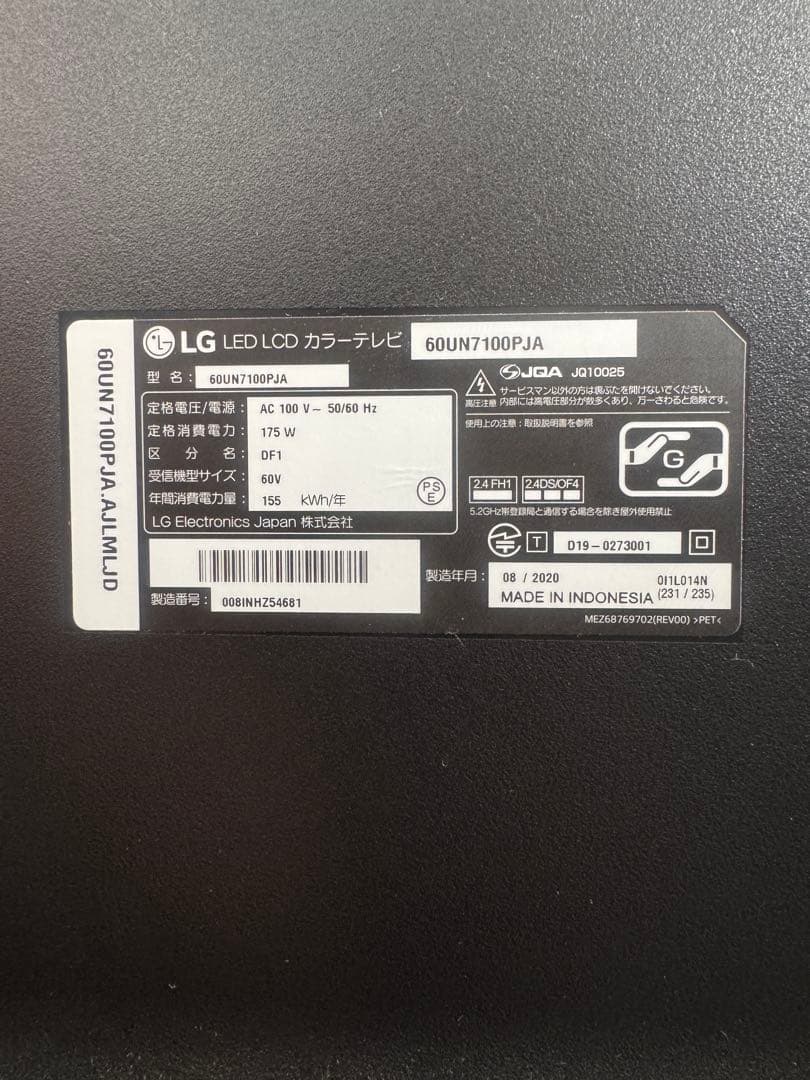 60UN7100PJA.AJLMLJD
LG LED LCD カラーテレビ 60UN7100PJA
型 名: 60UN7100PJA
定格電圧/電源: AC 100 V~ 50/60 Hz
定格消費電力: 175 W
区 分 名: DF1
受信機型サイズ: 60V
年間消費電力量: 155 kWh/年
PS
E
LG Electronics Japan 株式会社
製造番号: 008INHZ54681
JQA JQ10025
高圧注意
サービスマン以外の方は裏ぶたを開けないでください。
内部には高電圧部分が数多くあり、万一さわると危険です。
使用上の注意:取扱説明書を参照
G
2.4 FH1 2.4DS/OF4
5.2GHz帯登録局と通信する場合を除き屋外使用禁止
T D19-0273001
製造年月: 08 / 2020 0I1L014N
MADE IN INDONESIA (231 / 235)
MEZ68769702(REV00) >PET<